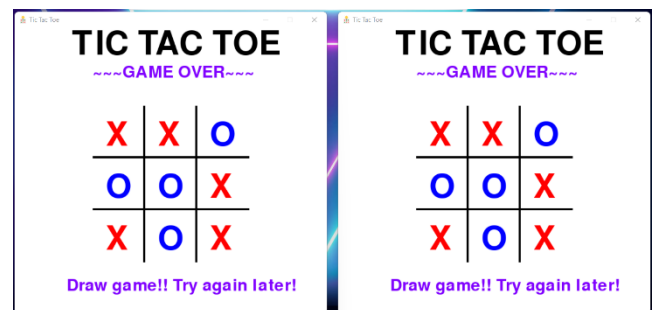 Tic Tac Toe
TIC TAC TOE
~~~GAME OVER~~~
X X O
O O X
X O X
Draw game!! Try again later!
Tic Tac Toe
TIC TAC TOE
~~~GAME OVER~~~
X X O
O O X
X O X
Draw game!! Try again later!